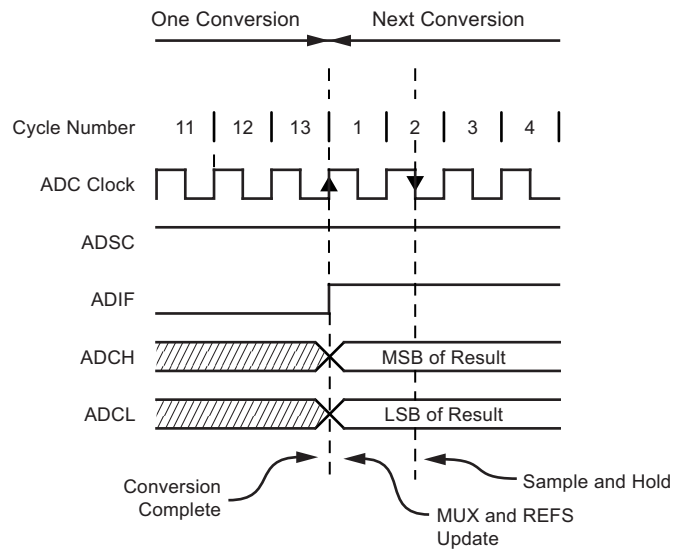 One Conversion Next Conversion
Cycle Number 11 12 13 1 2 3 4
ADC Clock
ADSC
ADIF
ADCH MSB of Result
ADCL LSB of Result
Conversion
Complete
MUX and REFS
Update
Sample and Hold